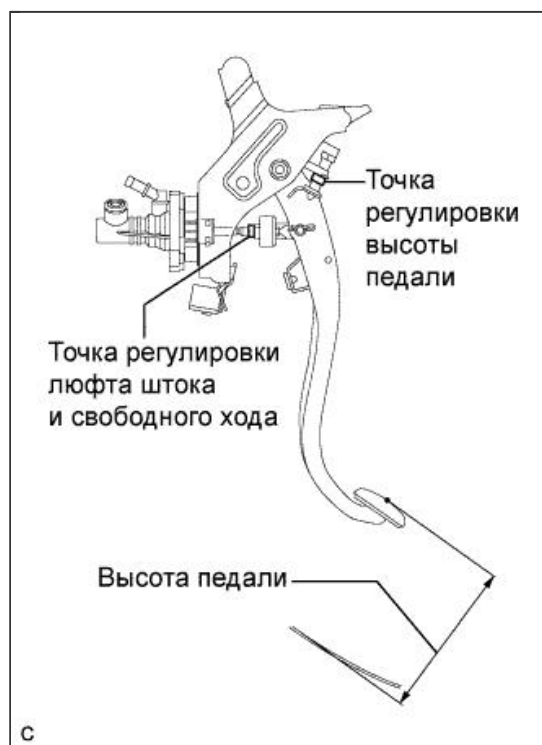 Точка
регулировки
высоты
педали
Точка регулировки
люфта штока
и свободного хода
Высота педали
C